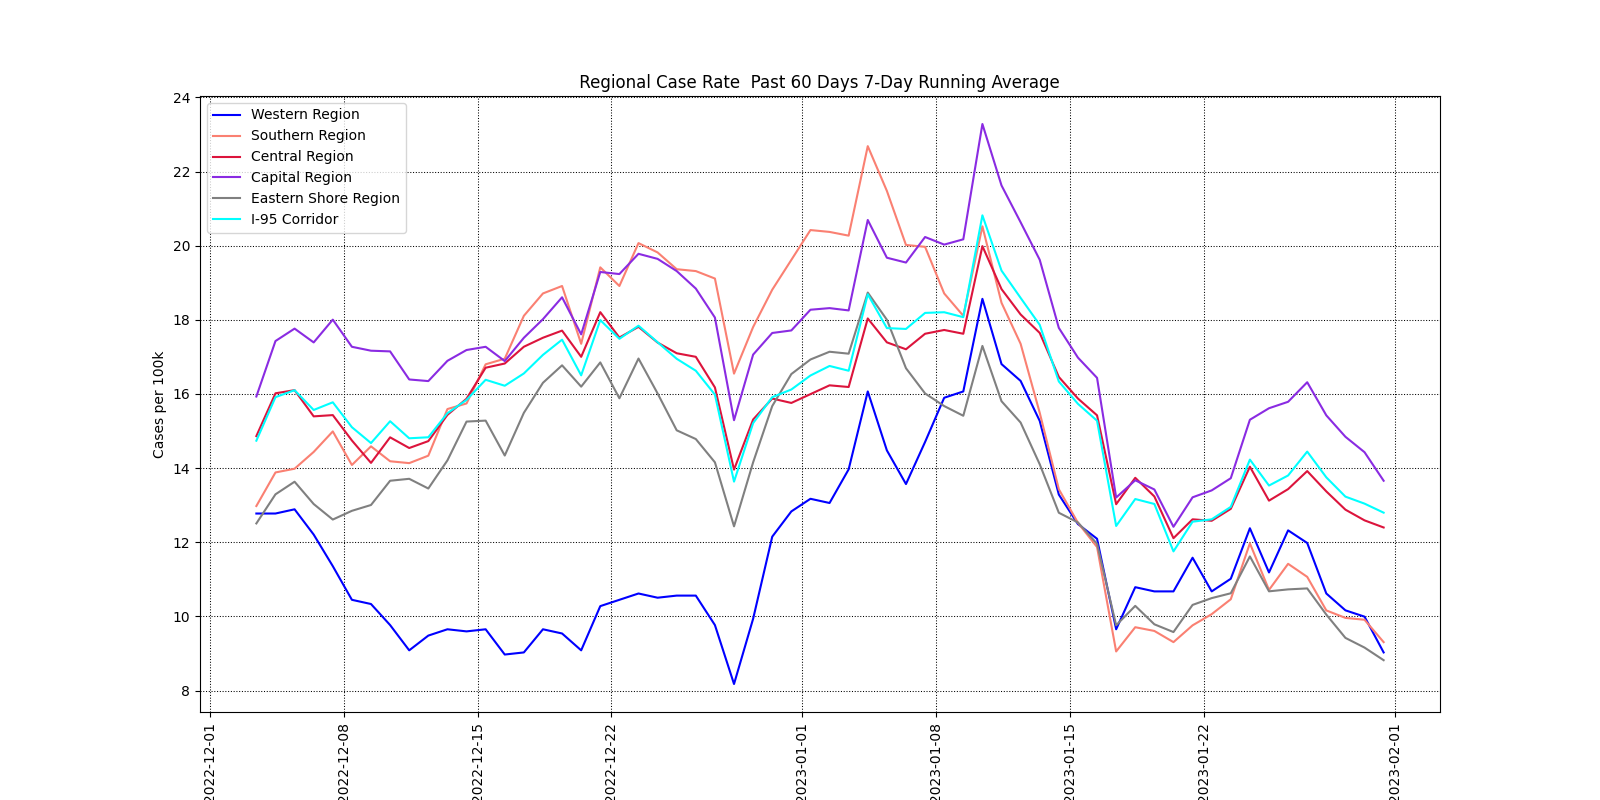 Regional Case Rate  Past 60 Days 7-Day Running Average
24
22
20
18
16
14
12
10
8
Cases per 100k
Western Region
Southern Region
Central Region
Capital Region
Eastern Shore Region
I-95 Corridor
2022-12-01
2022-12-08
2022-12-15
2022-12-22
2023-01-01
2023-01-08
2023-01-15
2023-01-22
2023-02-01